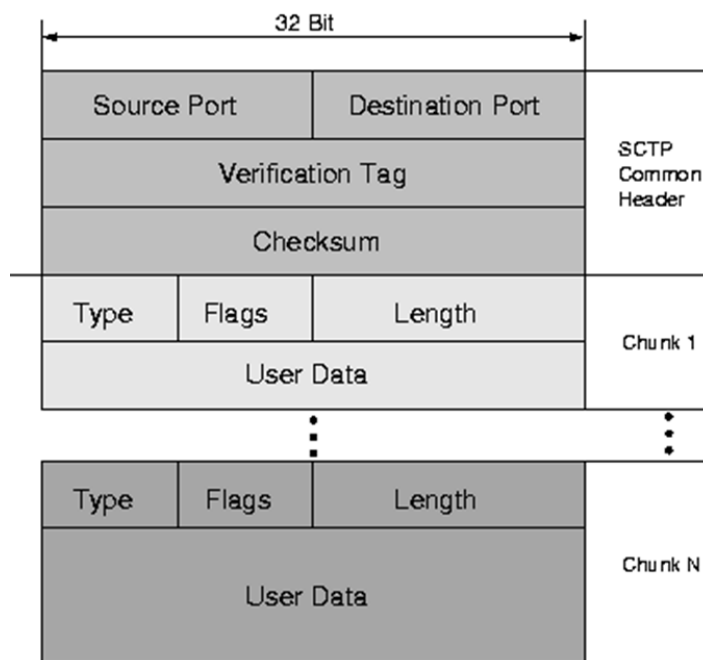 32 Bit
Source Port
Destination Port
SCTP
Common
Header
Verification Tag
Checksum
Type
Flags
Length
Chunk 1
User Data
Type
Flags
Length
Chunk N
User Data